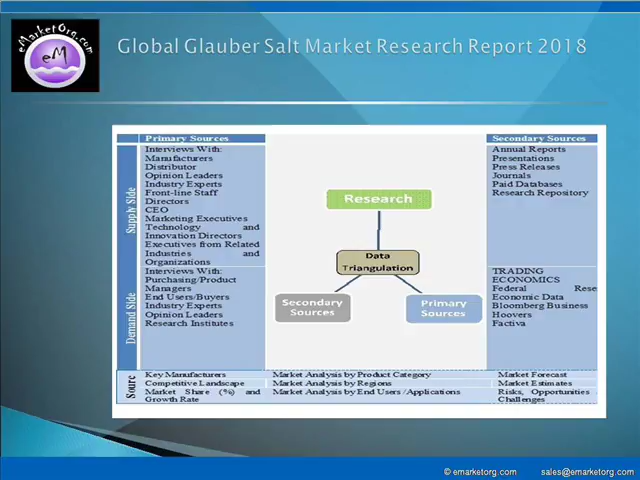 eMarketOrg.com
eM
Global Glauber Salt Market Research Report 2018
Primary Sources
Secondary Sources
Supply Side
Interviews With:
Manufacturers
Distributor
Opinion Leaders
Industry Experts
Front-line Staff
Directors
CEO
Marketing Executives
Technology and
Innovation Directors
Executives from Related
Industries and
Organizations
Annual Reports
Presentations
Press Releases
Journals
Paid Databases
Research Repository
Research
Data
Triangulation
Secondary
Sources
Primary
Sources
Demand Side
Interviews With:
Purchasing/Product
Managers
End Users/Buyers
Industry Experts
Opinion Leaders
Research Institutes
TRADING
ECONOMICS
Federal Rese
Economic Data
Bloomberg Business
Hoovers
Factiva
Sourc
Key Manufacturers
Competitive Landscape
Market Share (%) and
Growth Rate
Market Analysis by Product Category
Market Analysis by Regions
Market Analysis by End Users /Applications
Market Forecast
Market Estimates
Risks, Opportunities
Challenges
© emarketorg.com sales@emarketorg.com